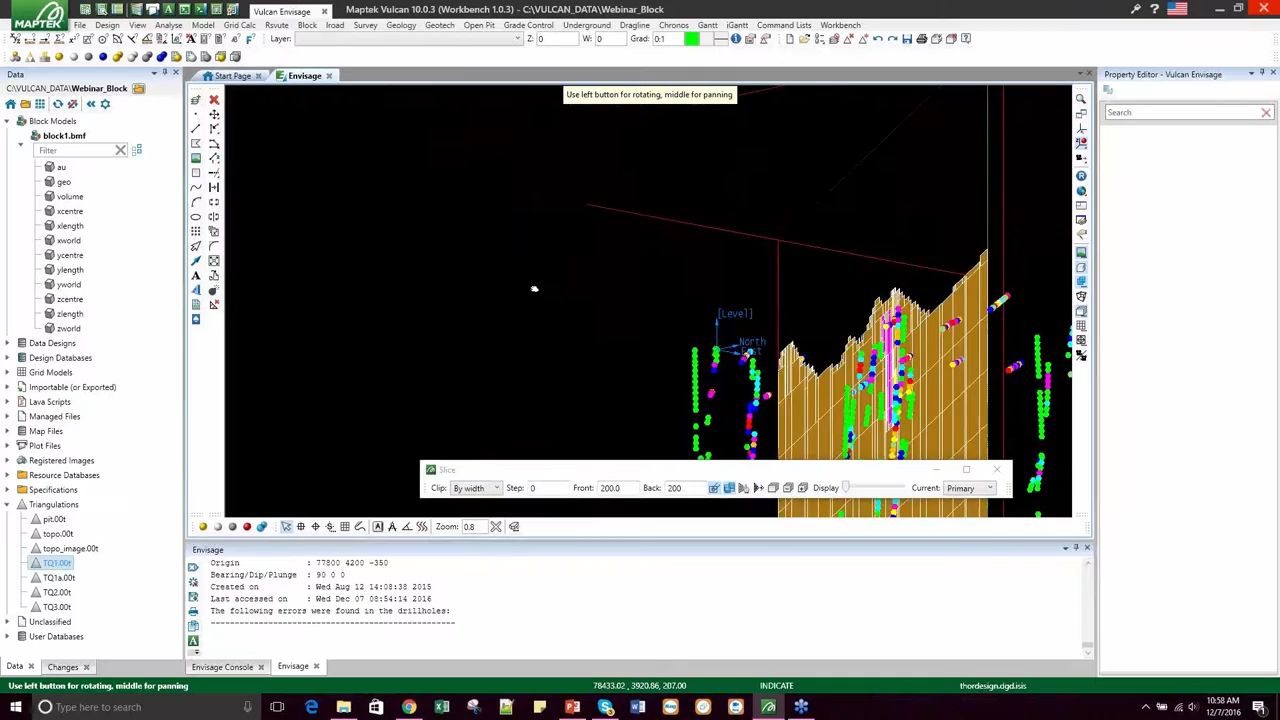 MAPTEK
Vulcan Envisage
Maptek Vulcan 10.0.3 (Workbench 1.0.3) - C:\VULCAN_DATA\Webinar_Block
File Design View Analyse Model Grid Calc Rsvute Block Iroad Survey Geology Geotech Open Pit Grade Control Underground Dragline Chronos Gantt iGantt Command Lists Workbench
Layer: Z: 0 W: 0 Grad: 0:1
Data
Start Page
Envisage
Property Editor - Vulcan Envisage
C:\VULCAN_DATA\Webinar_Block
Use left button for rotating, middle for panning
Search
Block Models
block1.bmf
Filter
au
geo
volume
xcentre
xlength
xworld
ycentre
ylength
yworld
zcentre
zlength
zworld
Data Designs
Design Databases
Grid Models
Importable (or Exported)
Lava Scripts
Managed Files
Map Files
Plot Files
Registered Images
Resource Databases
Specifications
Triangulations
pit.00t
topo.00t
topo_image.00t
TQ1.00t
TQ1a.00t
TQ2.00t
TQ3.00t
Unclassified
User Databases
[Level]
North
East
Slice
Clip: By width Step: 0 Front: 200.0 Back: 200 Display Current: Primary
Zoom: 0.8
Envisage
Origin : 77800 4200 -350
Bearing/Dip/Plunge : 90 0 0
Created on : Wed Aug 12 14:08:38 2015
Last accessed on : Wed Dec 07 08:54:14 2016
The following errors were found in the drillholes:
--------------------------------------------------
Data Changes
Envisage Console Envisage
Use left button for rotating, middle for panning
78433.02, 3920.86, 207.00
INDICATE
thordesign.dgd.isis
Type here to search
10:58 AM
12/7/2016